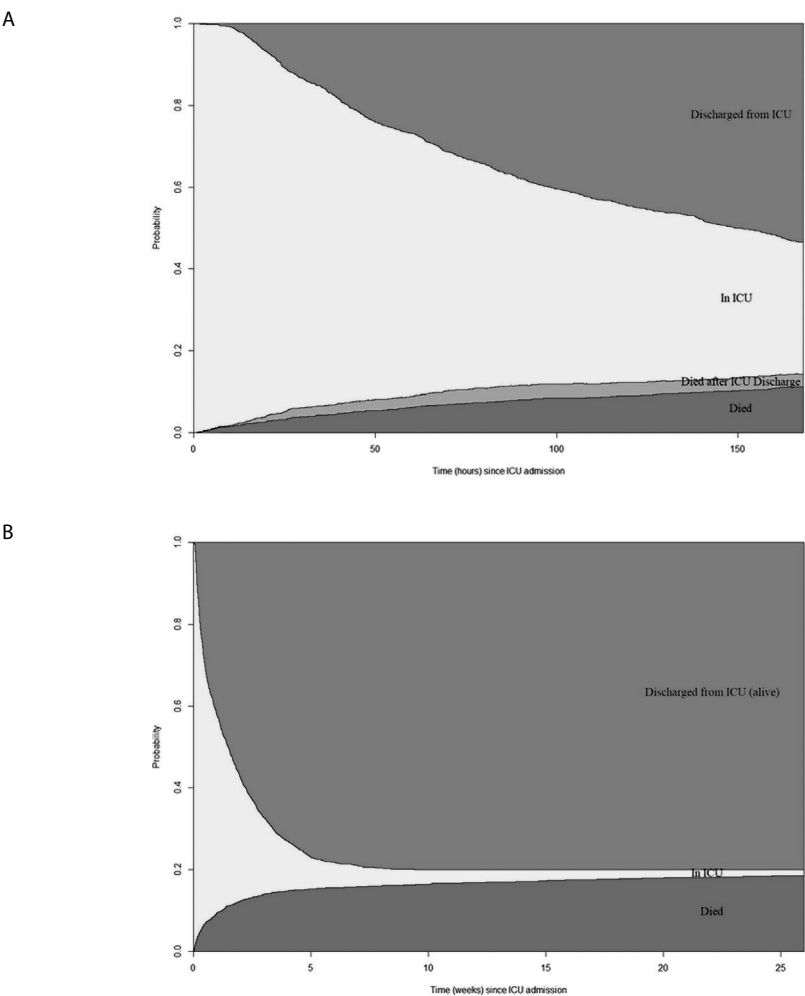 A
1.0
0.8
0.6
0.4
0.2
0.0
Probability
Discharged from ICU
In ICU
Died after ICU Discharge
Died
0 50 100 150
Time (hours) since ICU admission
B
1.0
0.8
0.6
0.4
0.2
0.0
Probability
Discharged from ICU (alive)
In ICU
Died
0 5 10 15 20 25
Time (weeks) since ICU admission